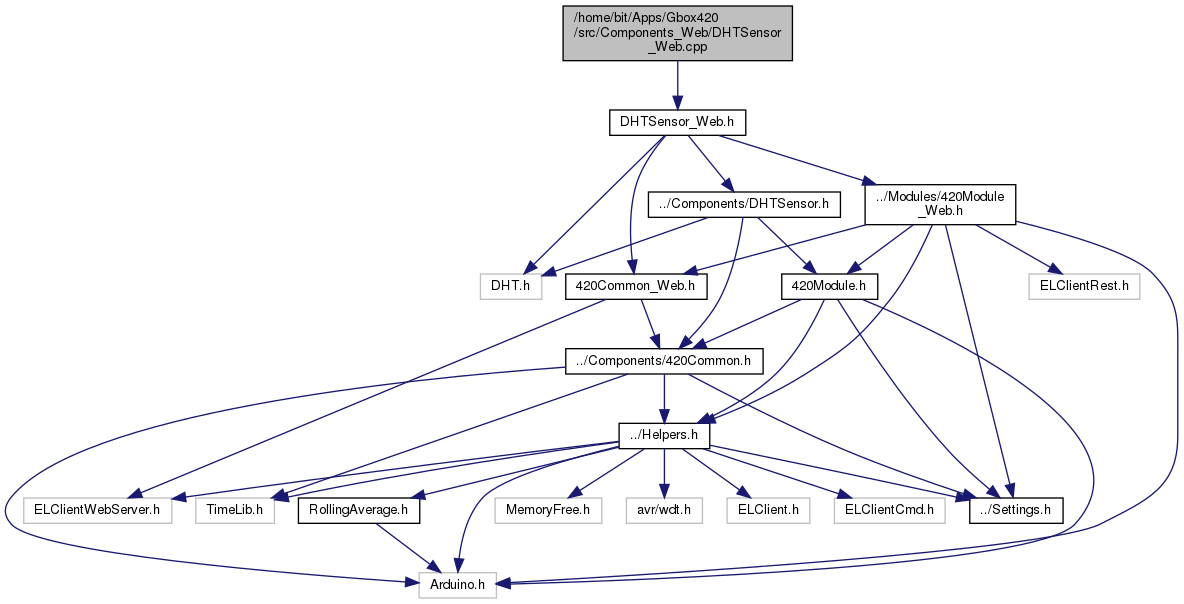 /home/bit/Apps/Gbox420
/src/Components_Web/DHTSensor
_Web.cpp
DHTSensor_Web.h
../Components/DHTSensor.h
../Modules/420Module
_Web.h
DHT.h
420Common_Web.h
420Module.h
ELClientRest.h
../Components/420Common.h
../Helpers.h
ELClientWebServer.h
TimeLib.h
RollingAverage.h
MemoryFree.h
avr/wdt.h
ELClient.h
ELClientCmd.h
../Settings.h
Arduino.h